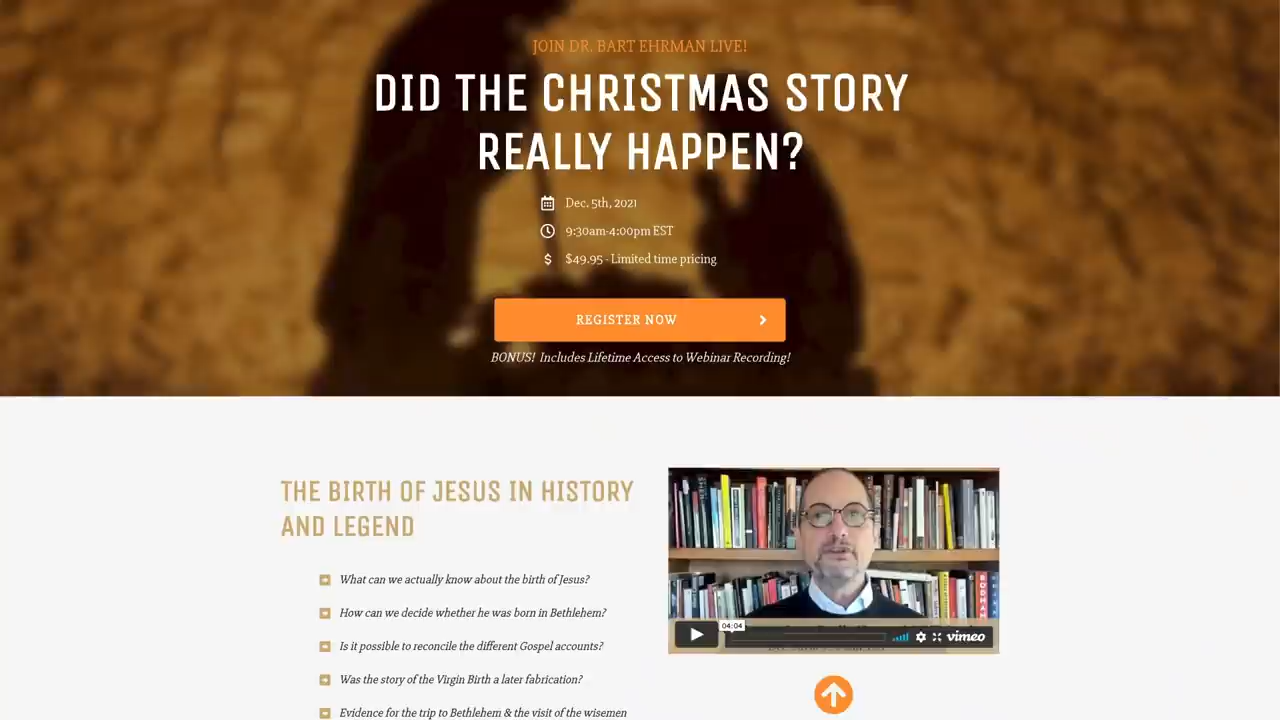 JOIN DR. BART EHRMAN LIVE!
DID THE CHRISTMAS STORY
REALLY HAPPEN?
Dec. 5th, 2021
9:30am-4:00pm EST
$ $49.95 - Limited time pricing
REGISTER NOW
BONUS! Includes Lifetime Access to Webinar Recording!
THE BIRTH OF JESUS IN HISTORY
AND LEGEND
What can we actually know about the birth of Jesus?
How can we decide whether he was born in Bethlehem?
Is it possible to reconcile the different Gospel accounts?
Was the story of the Virgin Birth a later fabrication?
Evidence for the trip to Bethlehem & the visit of the wisemen
04:04
vimeo